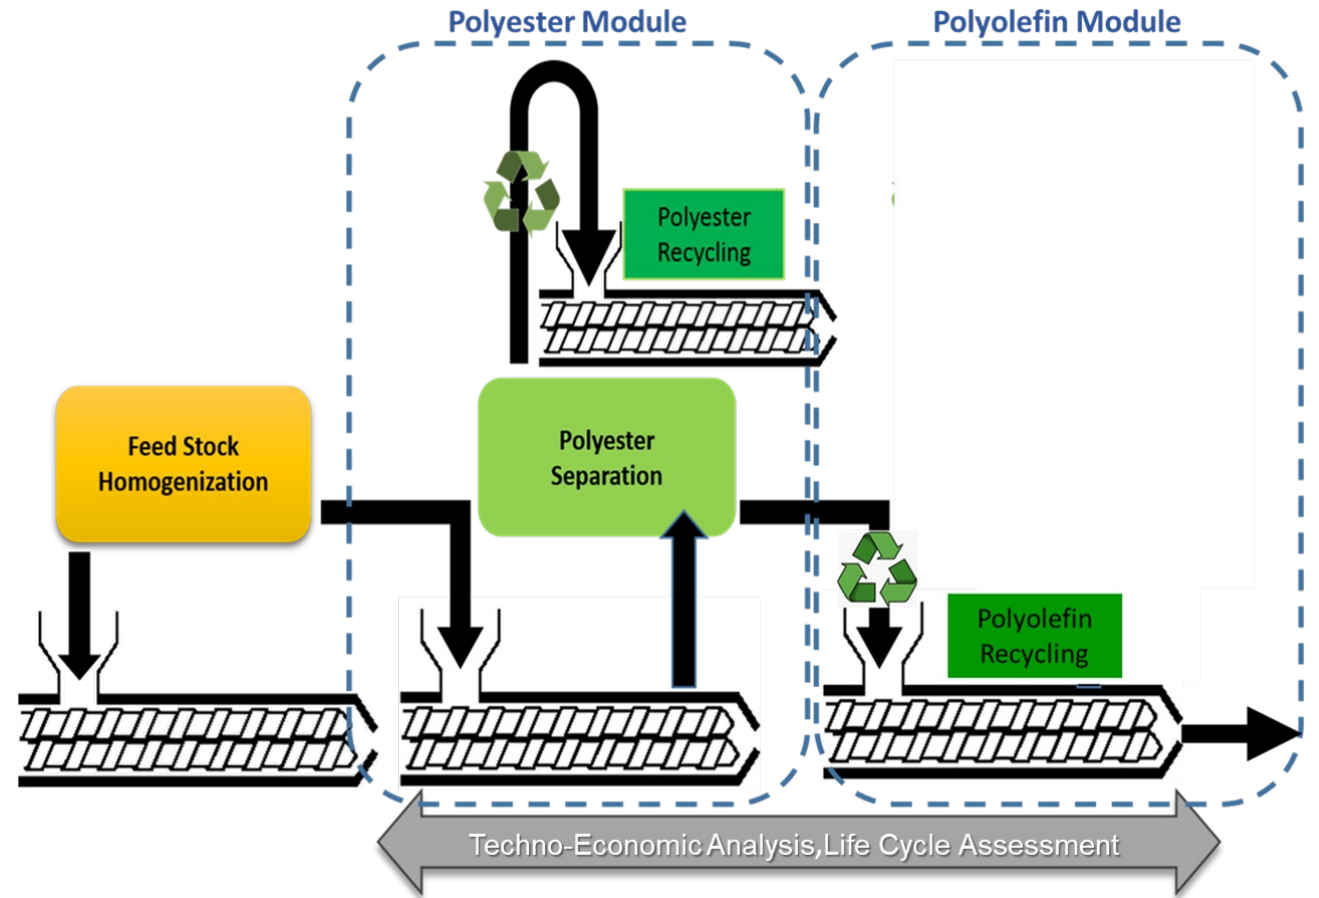 Polyester Module
Polyolefin Module
Polyester
Recycling
Feed Stock
Homogenization
Polyester
Separation
Polyolefin
Recycling
Techno-Economic Analysis,Life Cycle Assessment